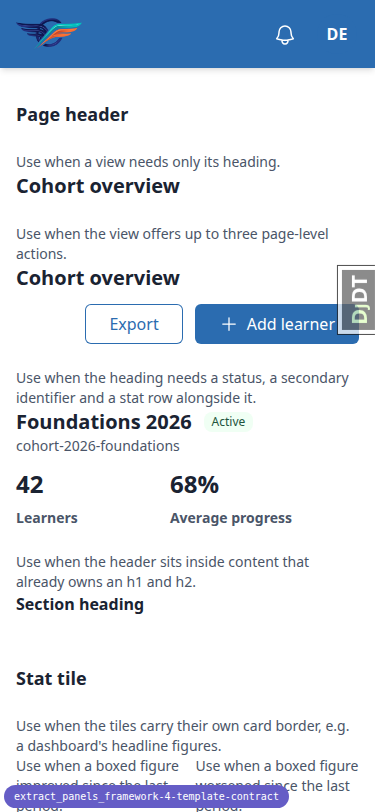 DE
Page header
Use when a view needs only its heading.
Cohort overview
Use when the view offers up to three page-level
actions.
Cohort overview
DjDT
Export
+ Add learner
Use when the heading needs a status, a secondary
identifier and a stat row alongside it.
Foundations 2026 Active
cohort-2026-foundations
42 68%
Learners Average progress
Use when the header sits inside content that
already owns an h1 and h2.
Section heading
Stat tile
Use when the tiles carry their own card border, e.g.
a dashboard's headline figures.
Use when a boxed figure Use when a boxed figure
since the last
extract_panels_framework-4-template-contract